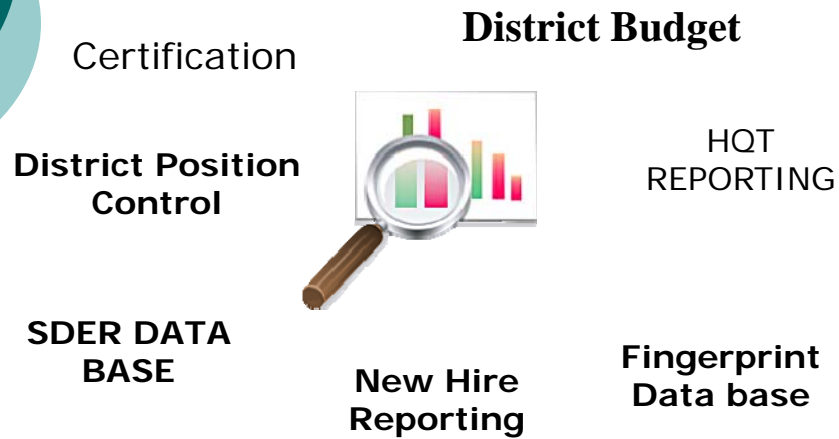 District Budget
Certification
HQT
REPORTING
District Position
Control
SDER DATA
BASE
New Hire
Reporting
Fingerprint
Data base